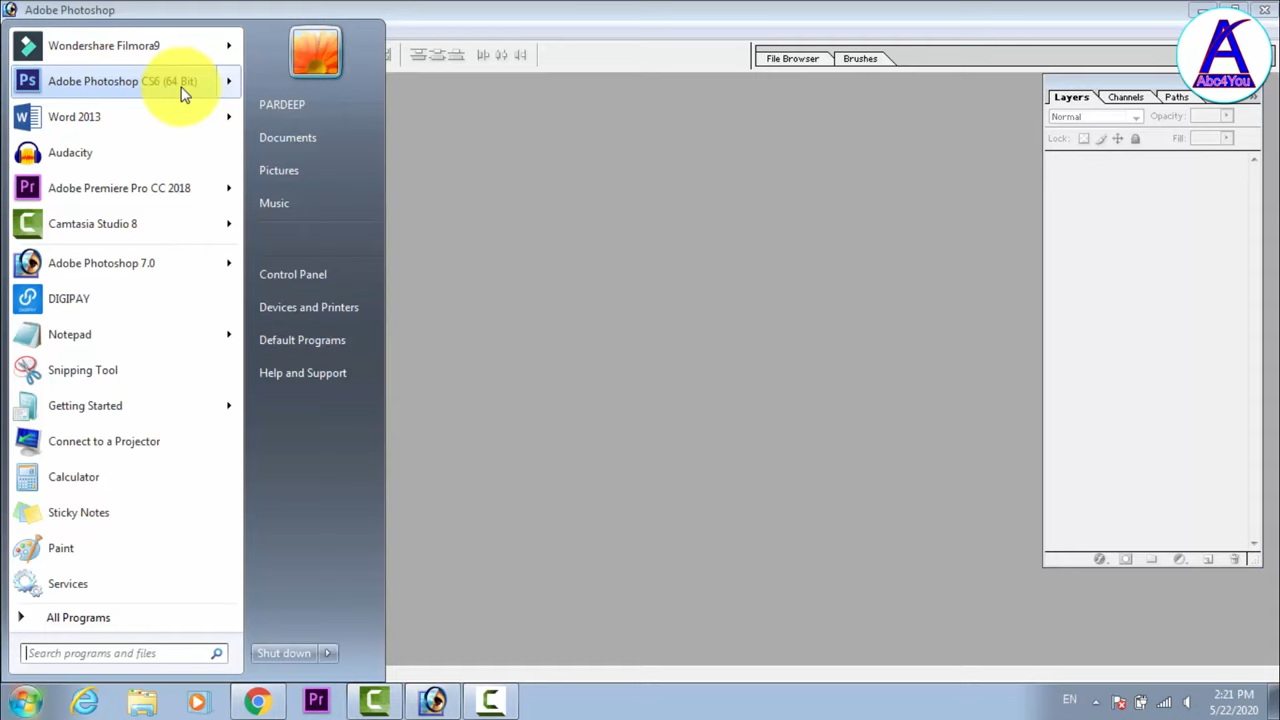 Adobe Photoshop
Wondershare Filmora9
Ps Adobe Photoshop CS6 (64 Bit)
W Word 2013
Audacity
Pr Adobe Premiere Pro CC 2018
C Camtasia Studio 8
Adobe Photoshop 7.0
DIGIPAY
Notepad
Snipping Tool
Getting Started
Connect to a Projector
Calculator
Sticky Notes
Paint
Services
All Programs
Search programs and files
PARDEEP
Documents
Pictures
Music
Control Panel
Devices and Printers
Default Programs
Help and Support
Shut down
File Browser
Brushes
Abc4You
Layers
Channels
Paths
Normal
Opacity:
Lock:
Fill:
Pr
C
C
EN
2:21 PM
5/22/2020